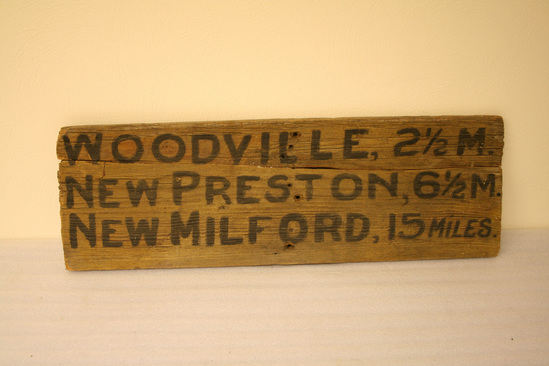 WOODVILLE, 2½ M.
NEW PRESTON, 6½ M.
NEW MILFORD, 15 MILES.